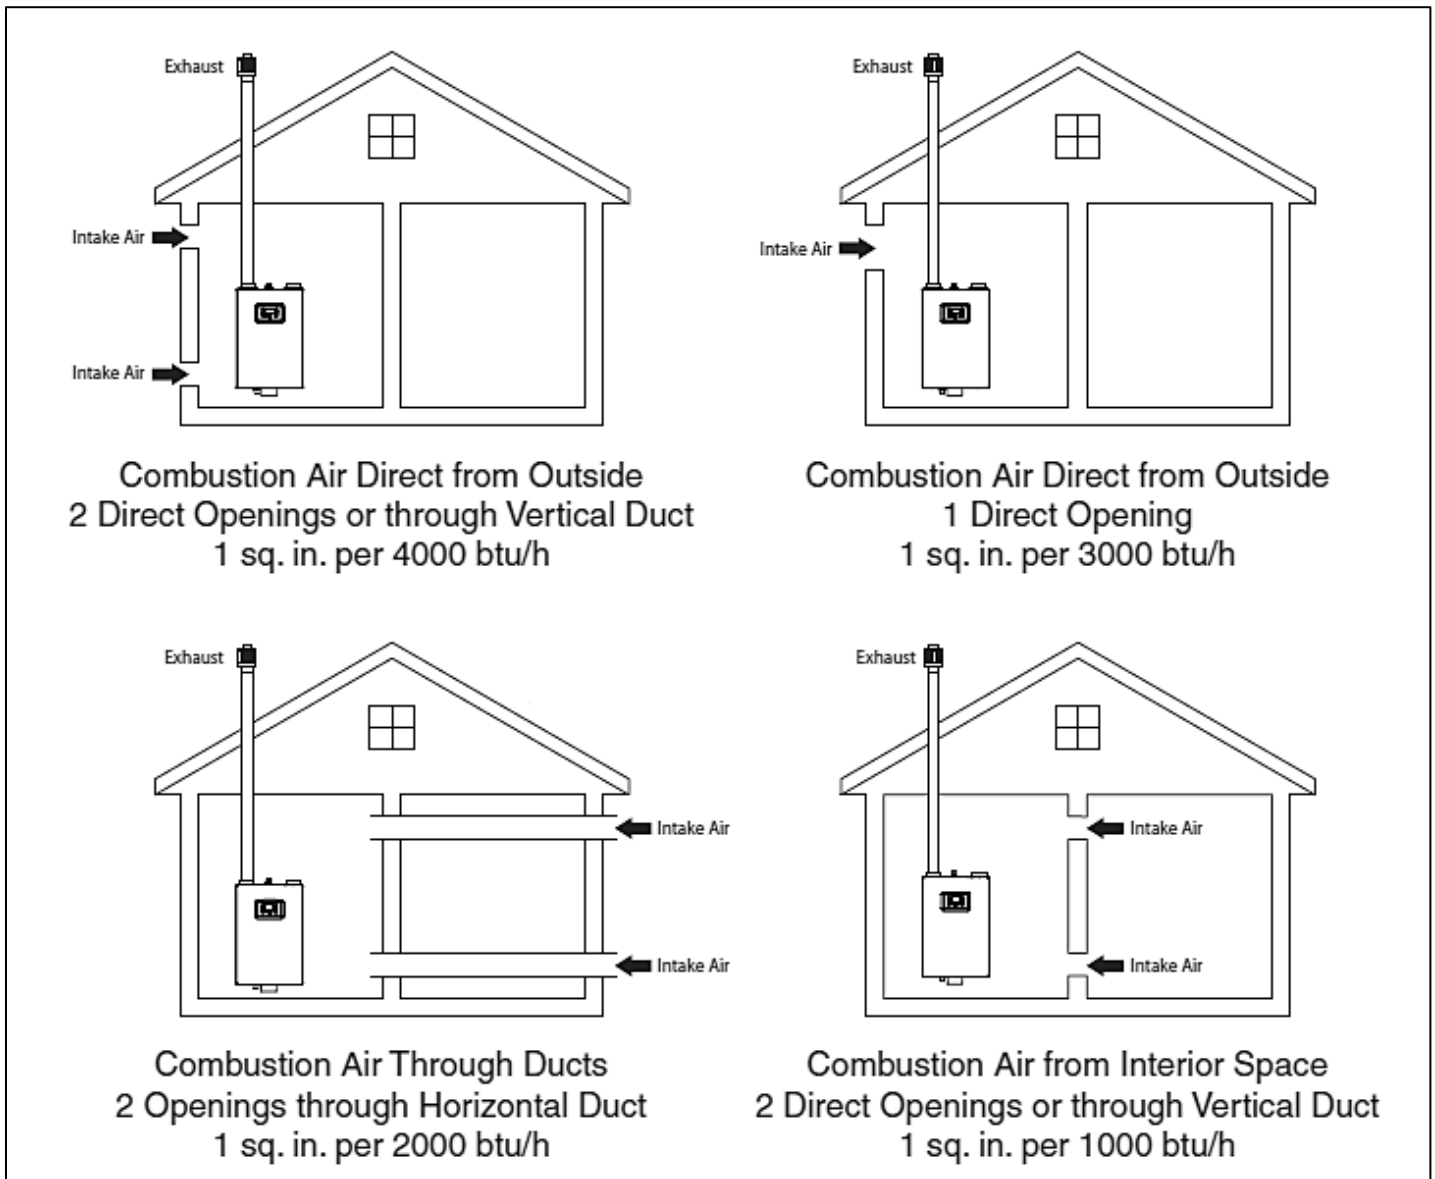 Exhaust
Intake Air
Intake Air
Combustion Air Direct from Outside
2 Direct Openings or through Vertical Duct
1 sq. in. per 4000 btu/h
Exhaust
Intake Air
Combustion Air Direct from Outside
1 Direct Opening
1 sq. in. per 3000 btu/h
Exhaust
Intake Air
Intake Air
Combustion Air Through Ducts
2 Openings through Horizontal Duct
1 sq. in. per 2000 btu/h
Exhaust
Intake Air
Intake Air
Combustion Air from Interior Space
2 Direct Openings or through Vertical Duct
1 sq. in. per 1000 btu/h